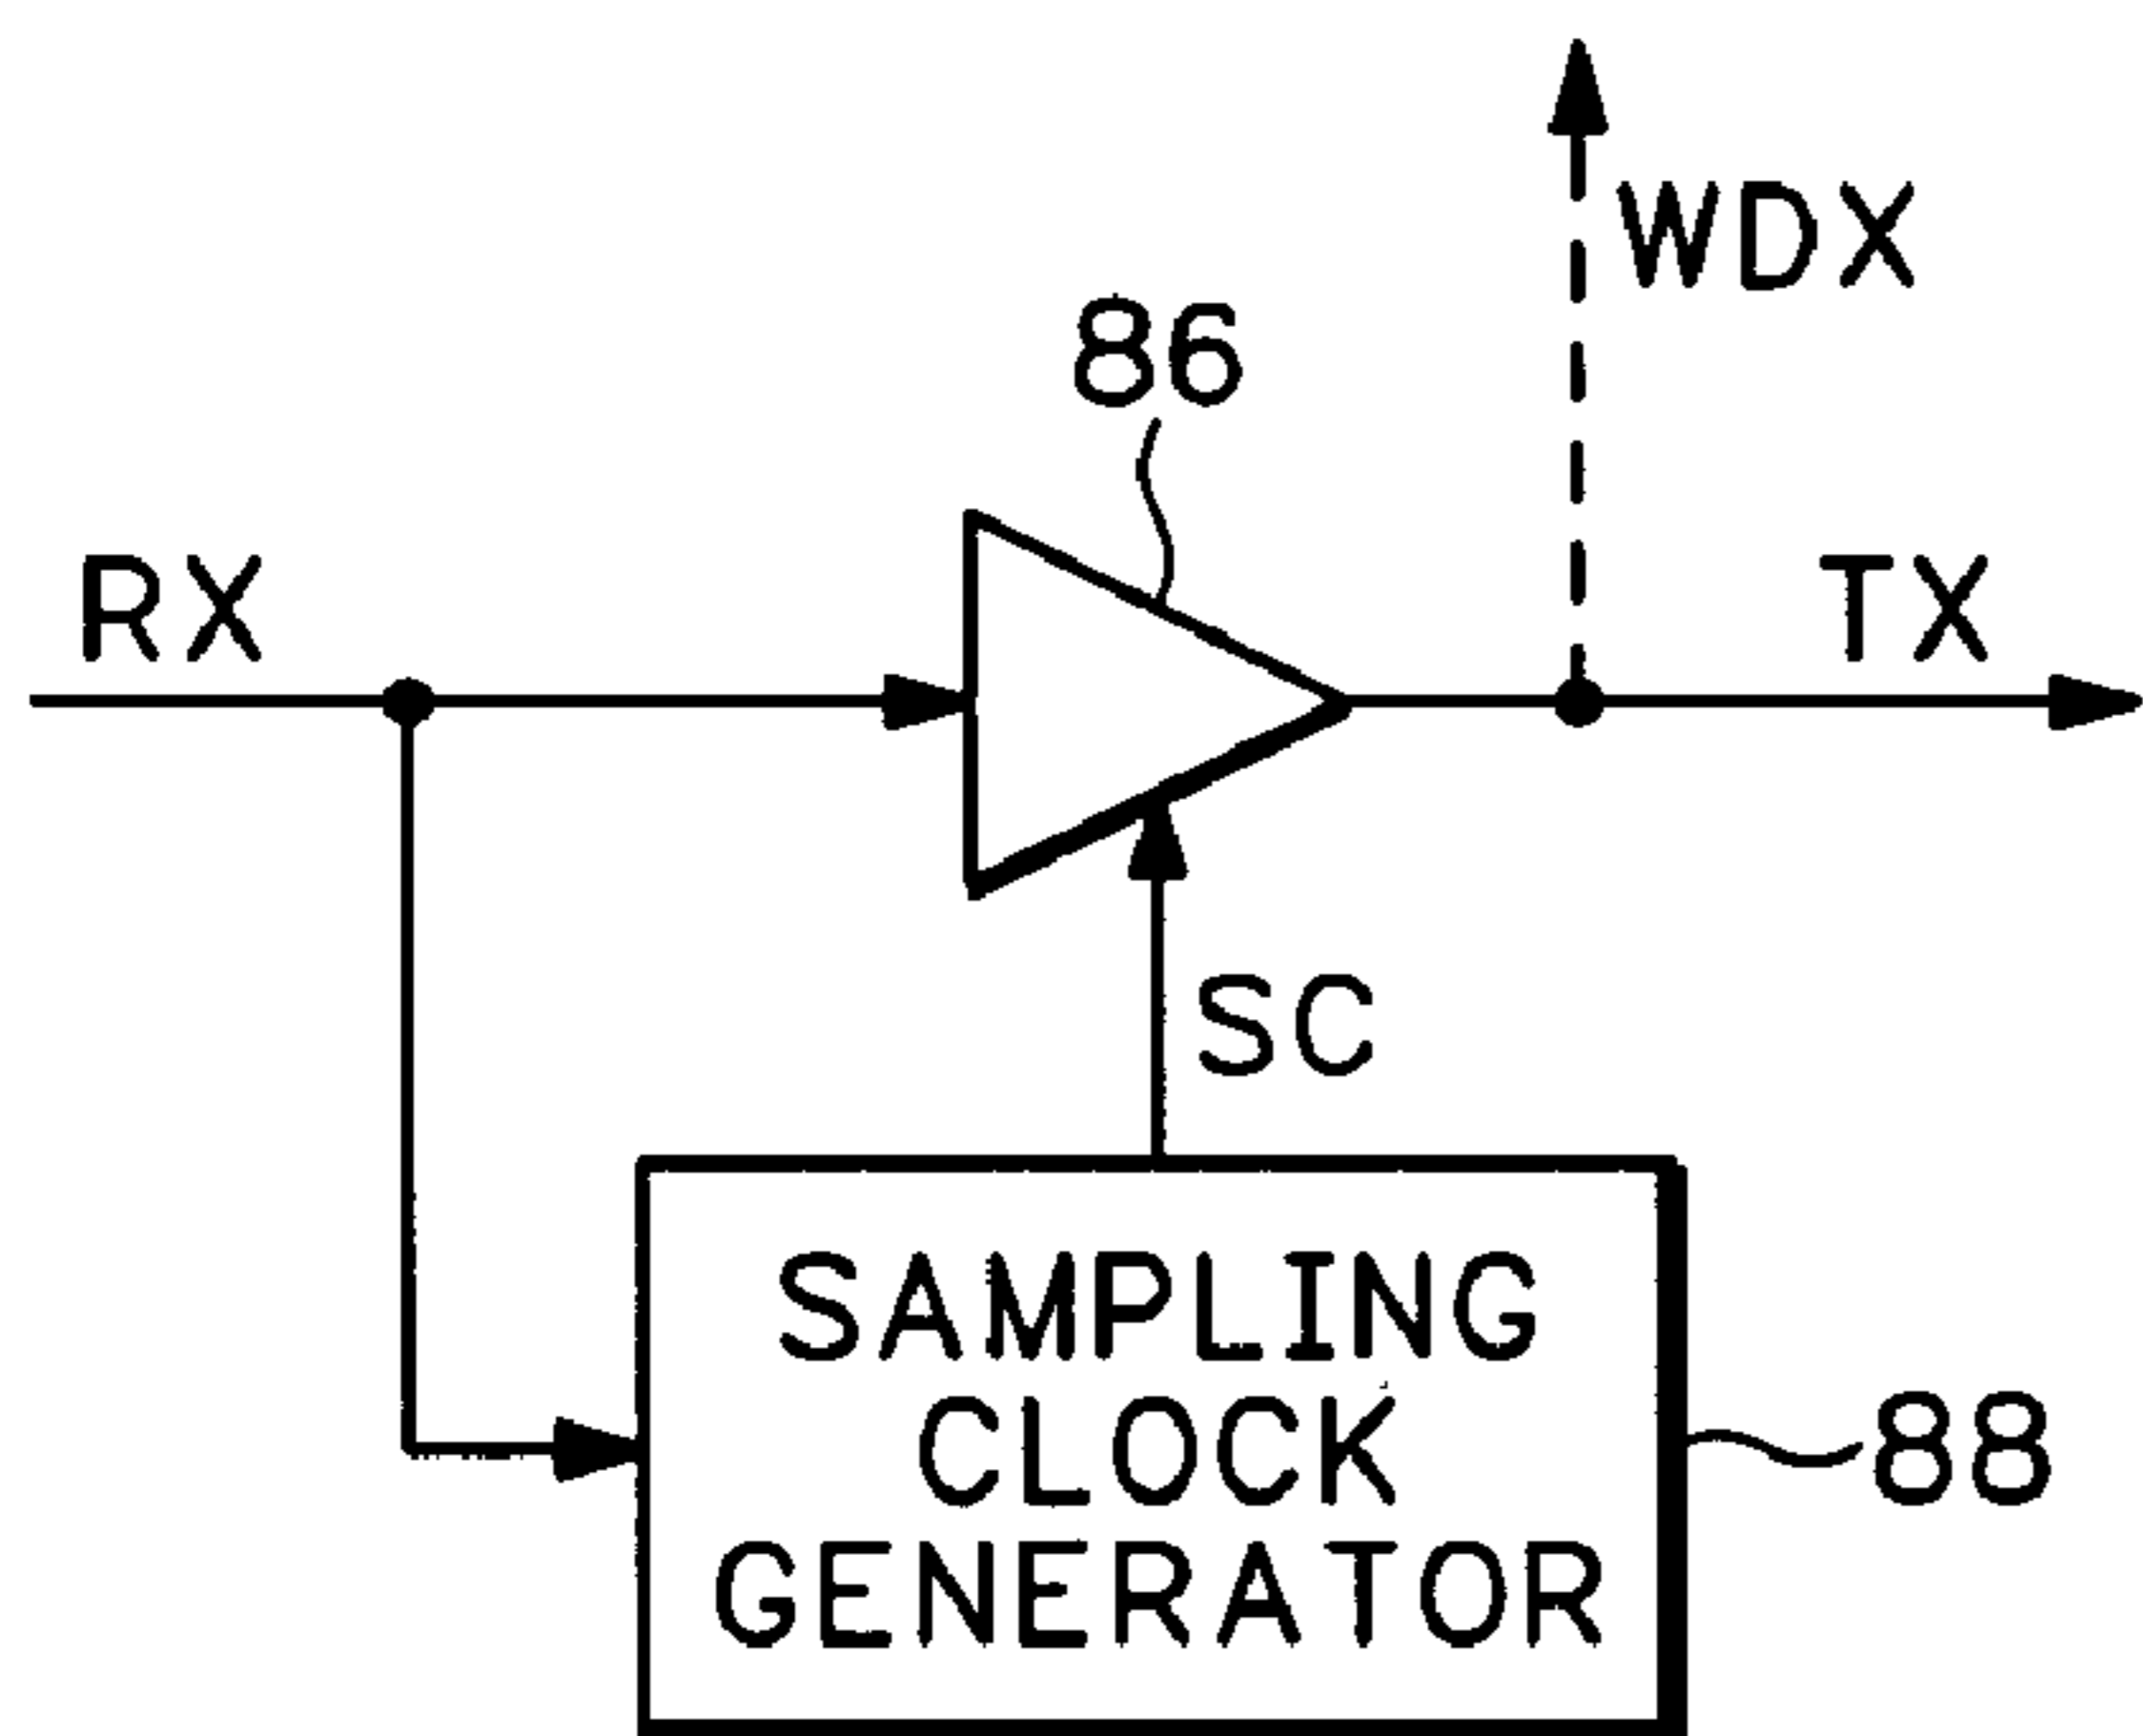 WDX
86
RX
TX
SC
SAMPLING
CLOCK
GENERATOR
88